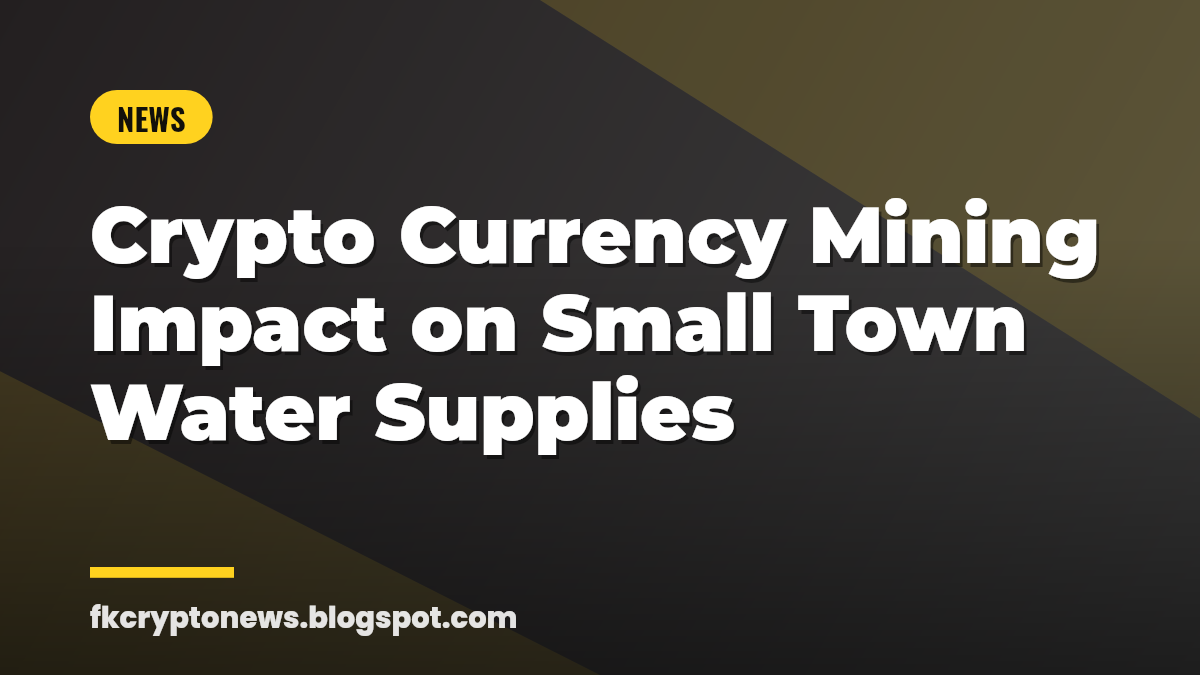 NEWS
Crypto Currency Mining
Impact on Small Town
Water Supplies
fkcryptonews.blogspot.com